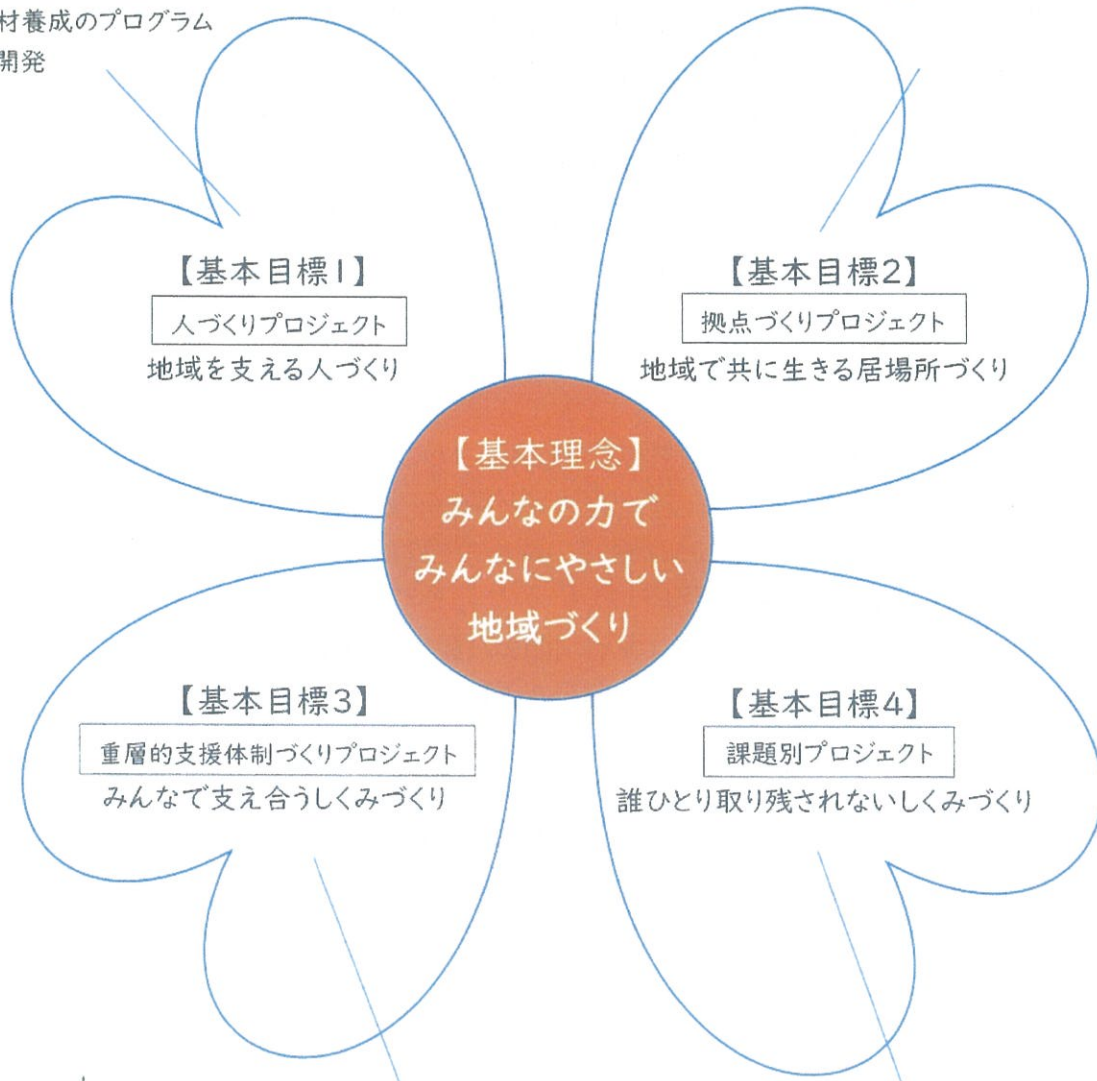 材養成のプログラム
開発
【基本目標1】
人づくりプロジェクト
地域を支える人づくり
【基本目標2】
拠点づくりプロジェクト
地域で共に生きる居場所づくり
【基本理念】
みんなの力で
みんなにやさしい
地域づくり
【基本目標3】
重層的支援体制づくりプロジェクト
みんなで支え合うしくみづくり
【基本目標4】
課題別プロジェクト
誰ひとり取り残されないしくみづくり